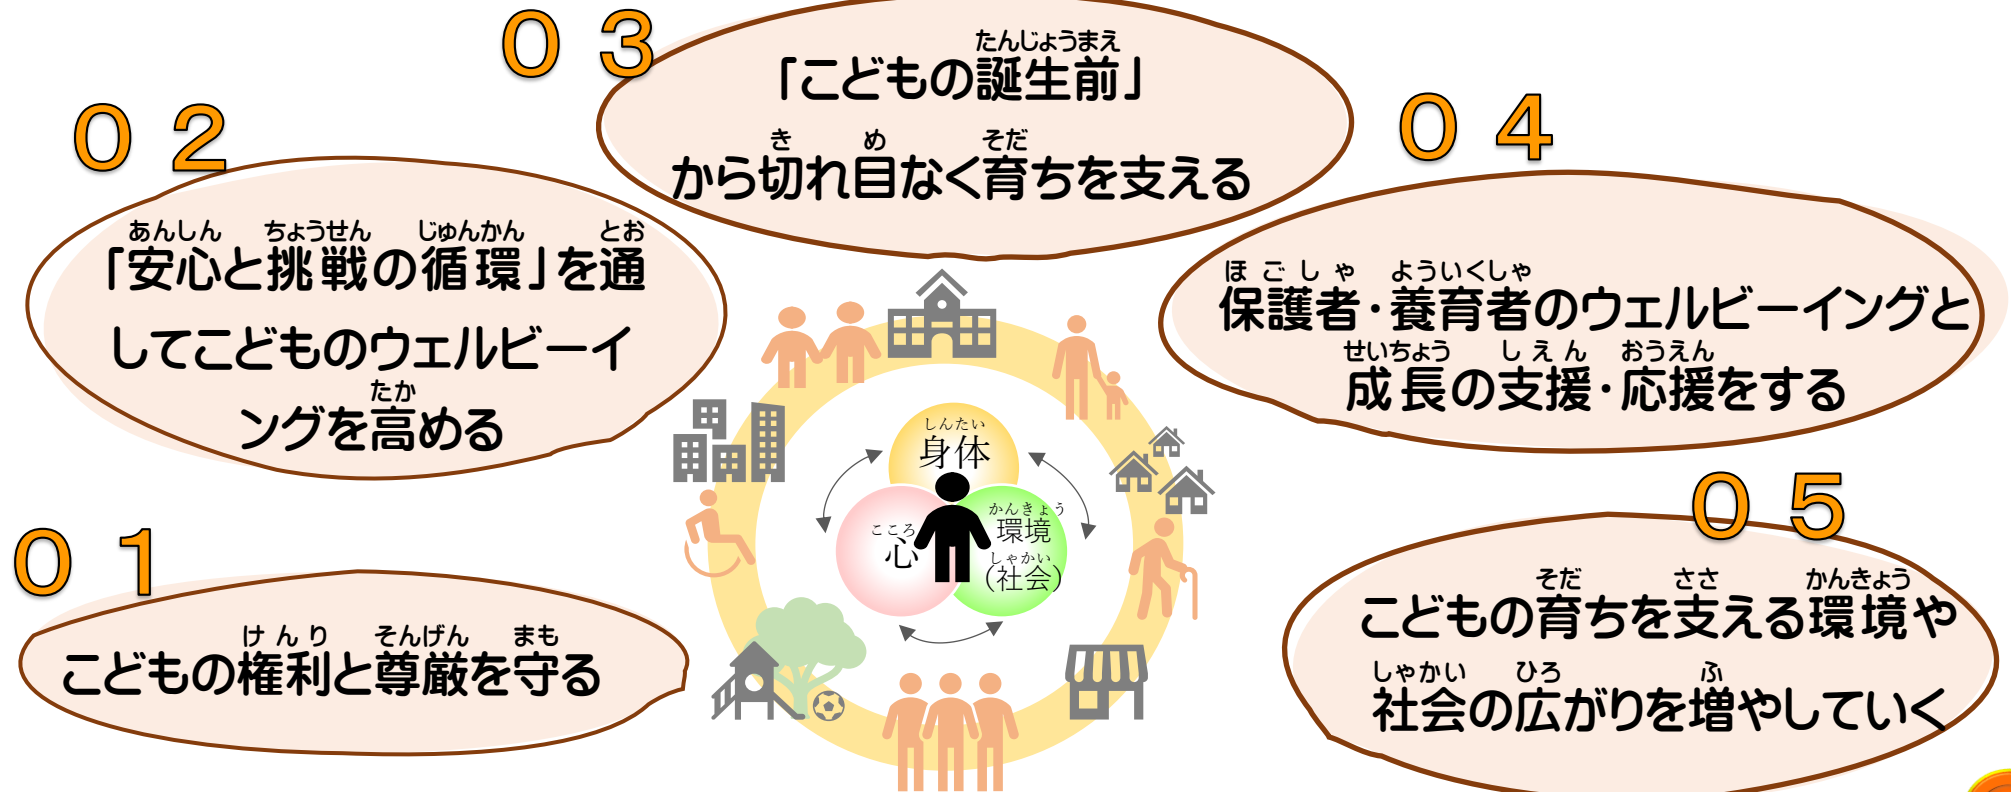 ０１
けんり そんげん まも
こどもの権利と尊厳を守る
０２
あんしん ちょうせん じゅんかん とお
「安心と挑戦の循環」を通
してこどものウェルビーイ
たか
ングを高める
０３
たんじょうまえ
「こどもの誕生前」
き め そだ
から切れ目なく育ちを支える
０４
ほごしゃ よういくしゃ
保護者・養育者のウェルビーイングと
せいちょう しえん おうえん
成長の支援・応援をする
０５
そだ ささ かんきょう
こどもの育ちを支える環境や
しゃかい ひろ ふ
社会の広がりを増やしていく
しんたい
身体
こころ
心
かんきょう
環境
しゃかい
（社会）